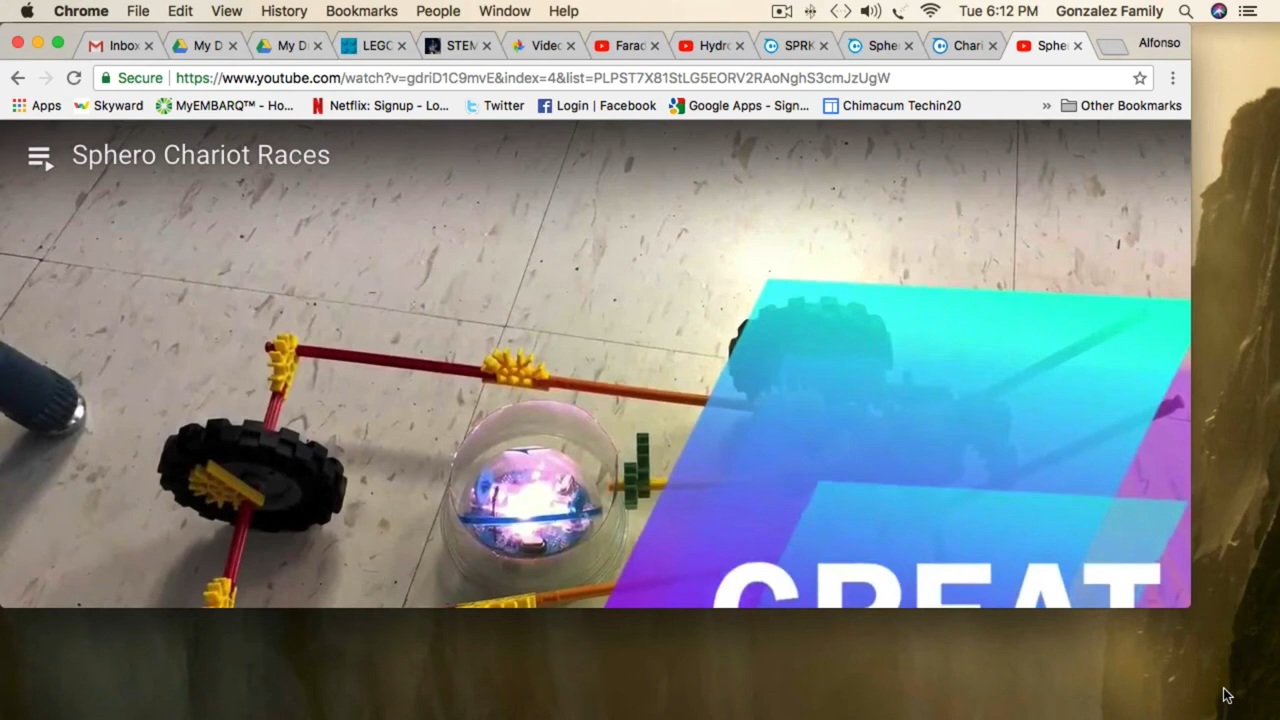 Chrome File Edit View History Bookmarks People Window Help Tue 6:12 PM Gonzalez Family
Inbox My D My D LEGO STEM Video Farad Hydro SPRK Sphe Chari Sphe Alfonso
Secure https://www.youtube.com/watch?v=gdriD1C9mvE&index=4&list=PLPST7X81StLG5EORV2RAoNghS3cmJzUgW
Apps Skyward MyEMBARQ™ - Ho... Netflix: Signup - Lo... Twitter Login | Facebook Google Apps - Sign... Chimacum Techin20 » Other Bookmarks
Sphero Chariot Races
CREAT